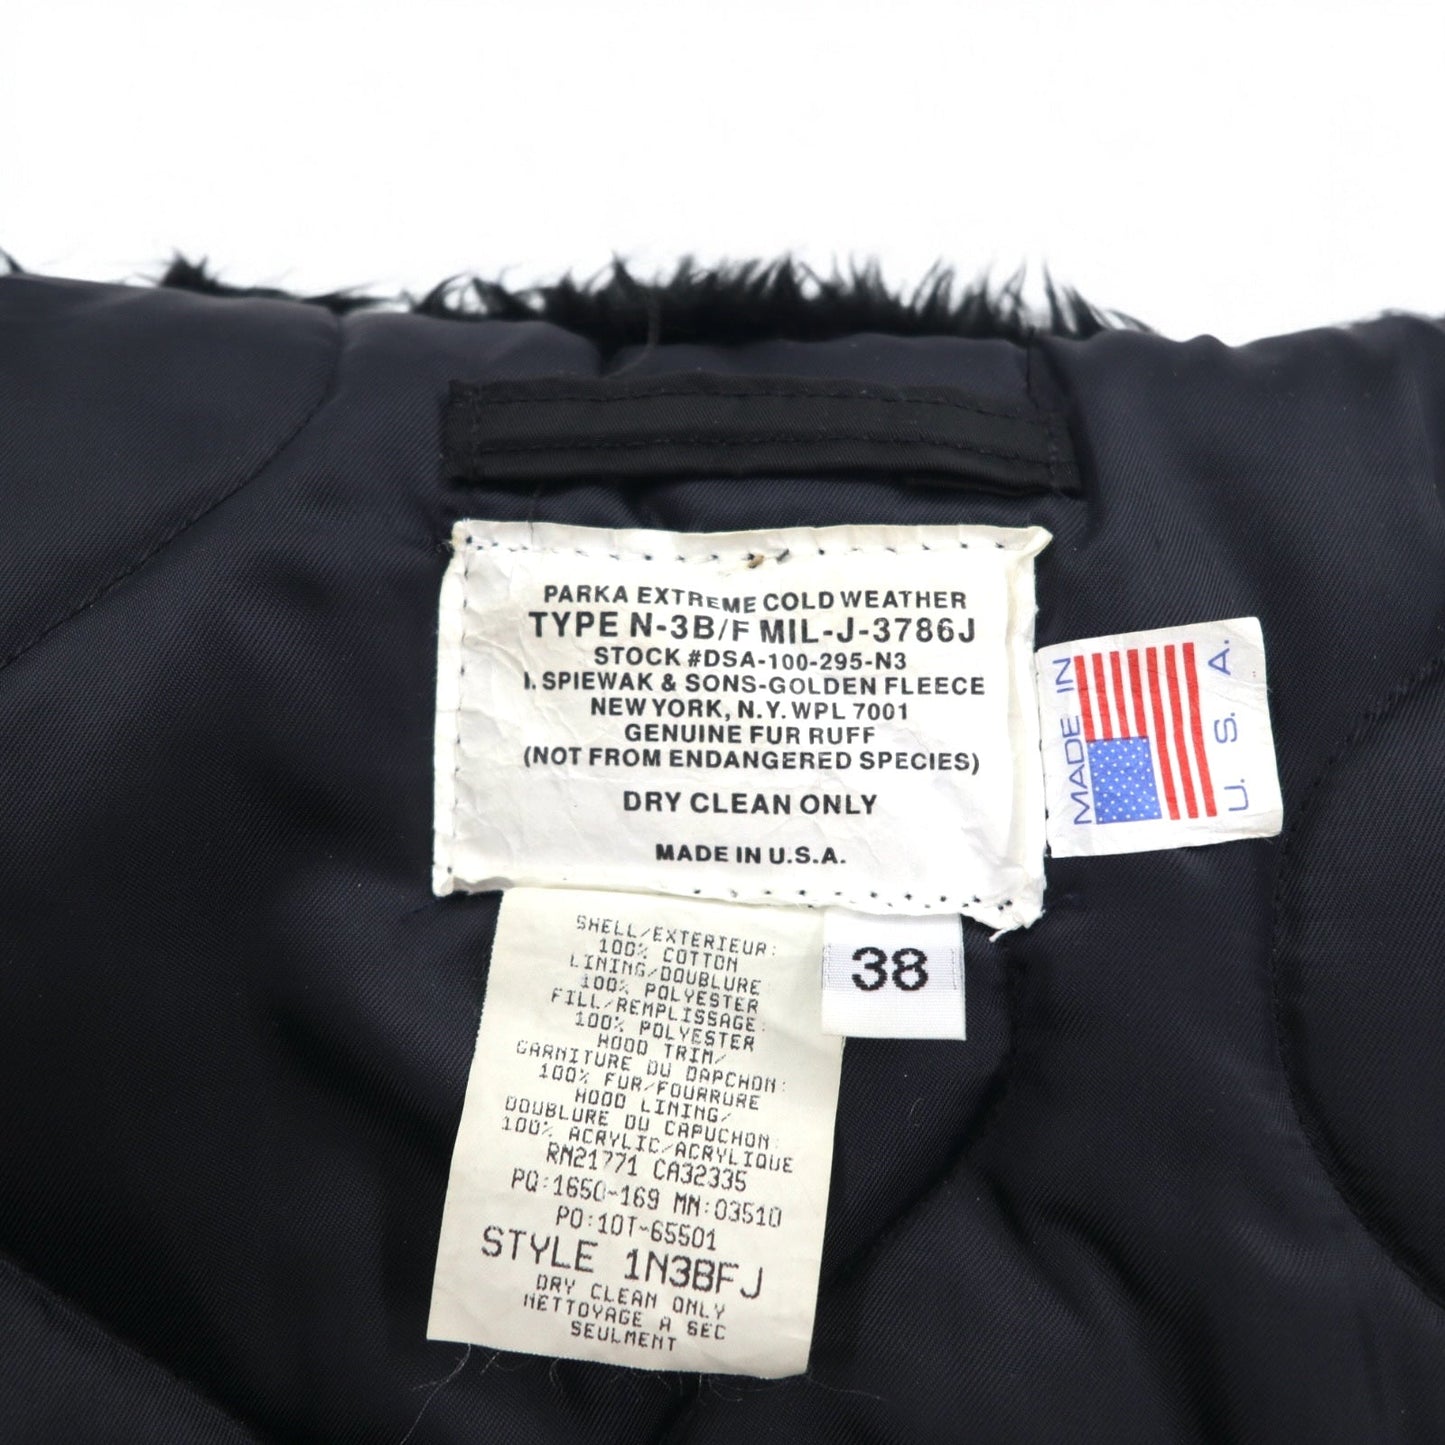 PARKA EXTREME COLD WEATHER
TYPE N-3B/F MIL-J-3786J
STOCK #DSA-100-295-N3
I. SPIEWAK & SONS-GOLDEN FLEECE
NEW YORK, N.Y. WPL 7001
GENUINE FUR RUFF
(NOT FROM ENDANGERED SPECIES)
DRY CLEAN ONLY
MADE IN U.S.A.
MADE IN
U. S. A.
38
SHELL/EXTERIEUR:
100% COTTON
LINING/DOUBLURE
100% POLYESTER
FILL/REMPLISSAGE:
100% POLYESTER
HOOD TRIM/
GARNITURE DU DAPCHON:
100% FUR/FOURRURE
HOOD LINING/
DOUBLURE DU CAPUCHON:
100% ACRYLIC/ACRYLIQUE
RN21771 CA32335
PQ:1650-169 MN:03510
PO:10T-65501
STYLE 1N3BFJ
DRY CLEAN ONLY
NETTOYAGE A SEC
SEULMENT